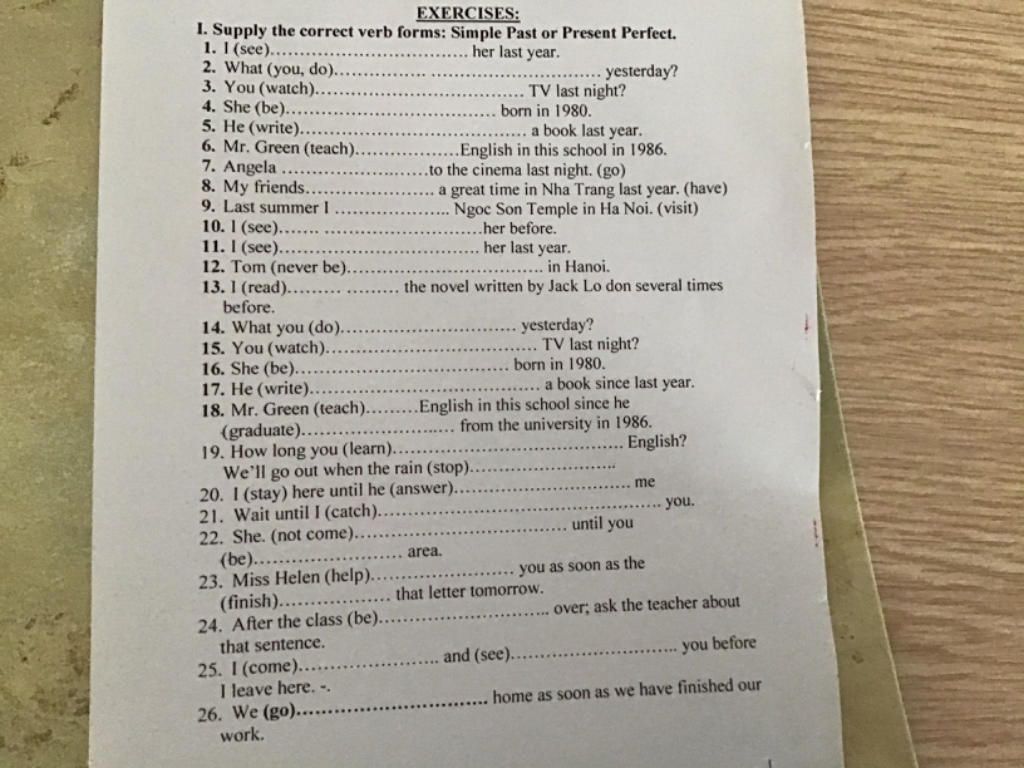 EXERCISES:
I. Supply the correct verb forms: Simple Past or Present Perfect.
1. I (see).................................. her last year.
2. What (you, do)............... ............................. yesterday?
3. You (watch).................................... TV last night?
4. She (be)..................................... born in 1980.
5. He (write)....................................... a book last year.
6. Mr. Green (teach)..................English in this school in 1986.
7. Angela .........................to the cinema last night. (go)
8. My friends...................... a great time in Nha Trang last year. (have)
9. Last summer I .................... Ngoc Son Temple in Ha Noi. (visit)
10. I (see)....... ...........................her before.
11. I (see)................................... her last year.
12. Tom (never be).................................. in Hanoi.
13. I (read)......... ......... the novel written by Jack Lo don several times
before.
14. What you (do).............................. yesterday?
15. You (watch).................................... TV last night?
16. She (be)..................................... born in 1980.
17. He (write)........................................ a book since last year.
18. Mr. Green (teach).........English in this school since he
(graduate).......................... from the university in 1986.
19. How long you (learn)........................................ English?
We'll go out when the rain (stop).........................
20. I (stay) here until he (answer).............................. me
21. Wait until I (catch)................................................. you.
22. She. (not come)..................................... until you
(be)......................... area.
23. Miss Helen (help)........................ you as soon as the
(finish)................... that letter tomorrow.
24. After the class (be)............................. over; ask the teacher about
that sentence.
25. I (come)........................ and (see)............................. you before
I leave here. -.
26. We (go)................................. home as soon as we have finished our
work.